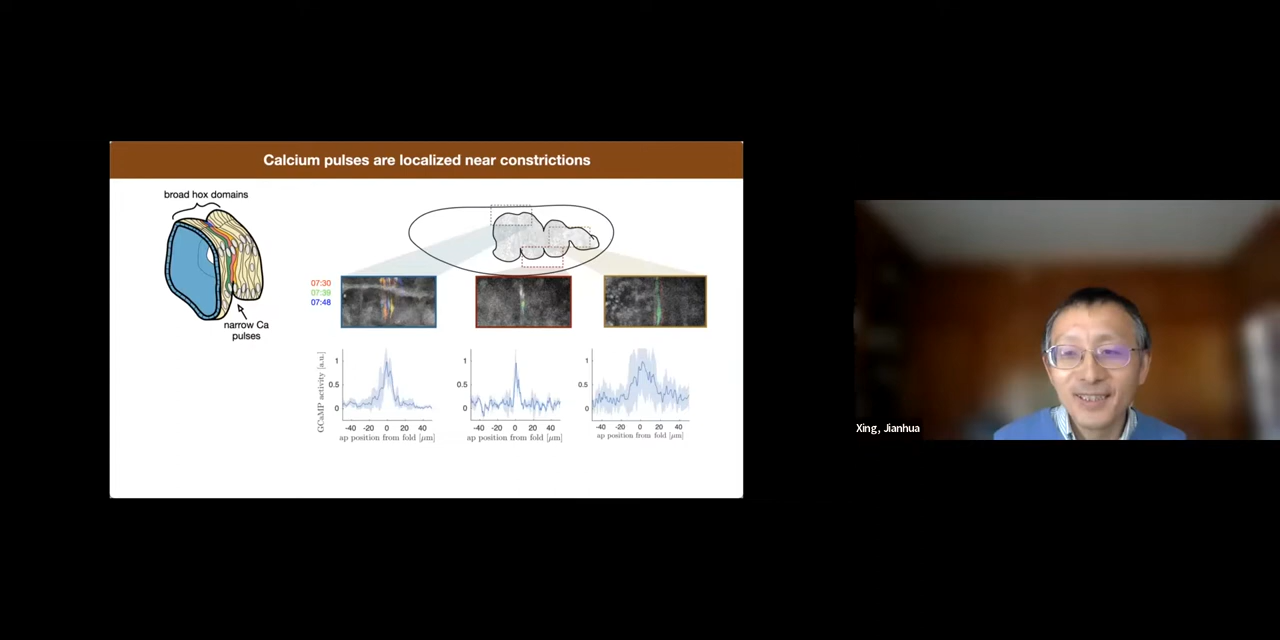 Calcium pulses are localized near constrictions
broad hox domains
narrow Ca
pulses
07:30
07:39
07:48
GCaMP activity [a.u.]
1
0.5
0
-40 -20 0 20 40
ap position from fold [μm]
1
0.5
0
-40 -20 0 20 40
ap position from fold [μm]
1
0.5
0
-40 -20 0 20 40
ap position from fold [μm]
Xing, Jianhua